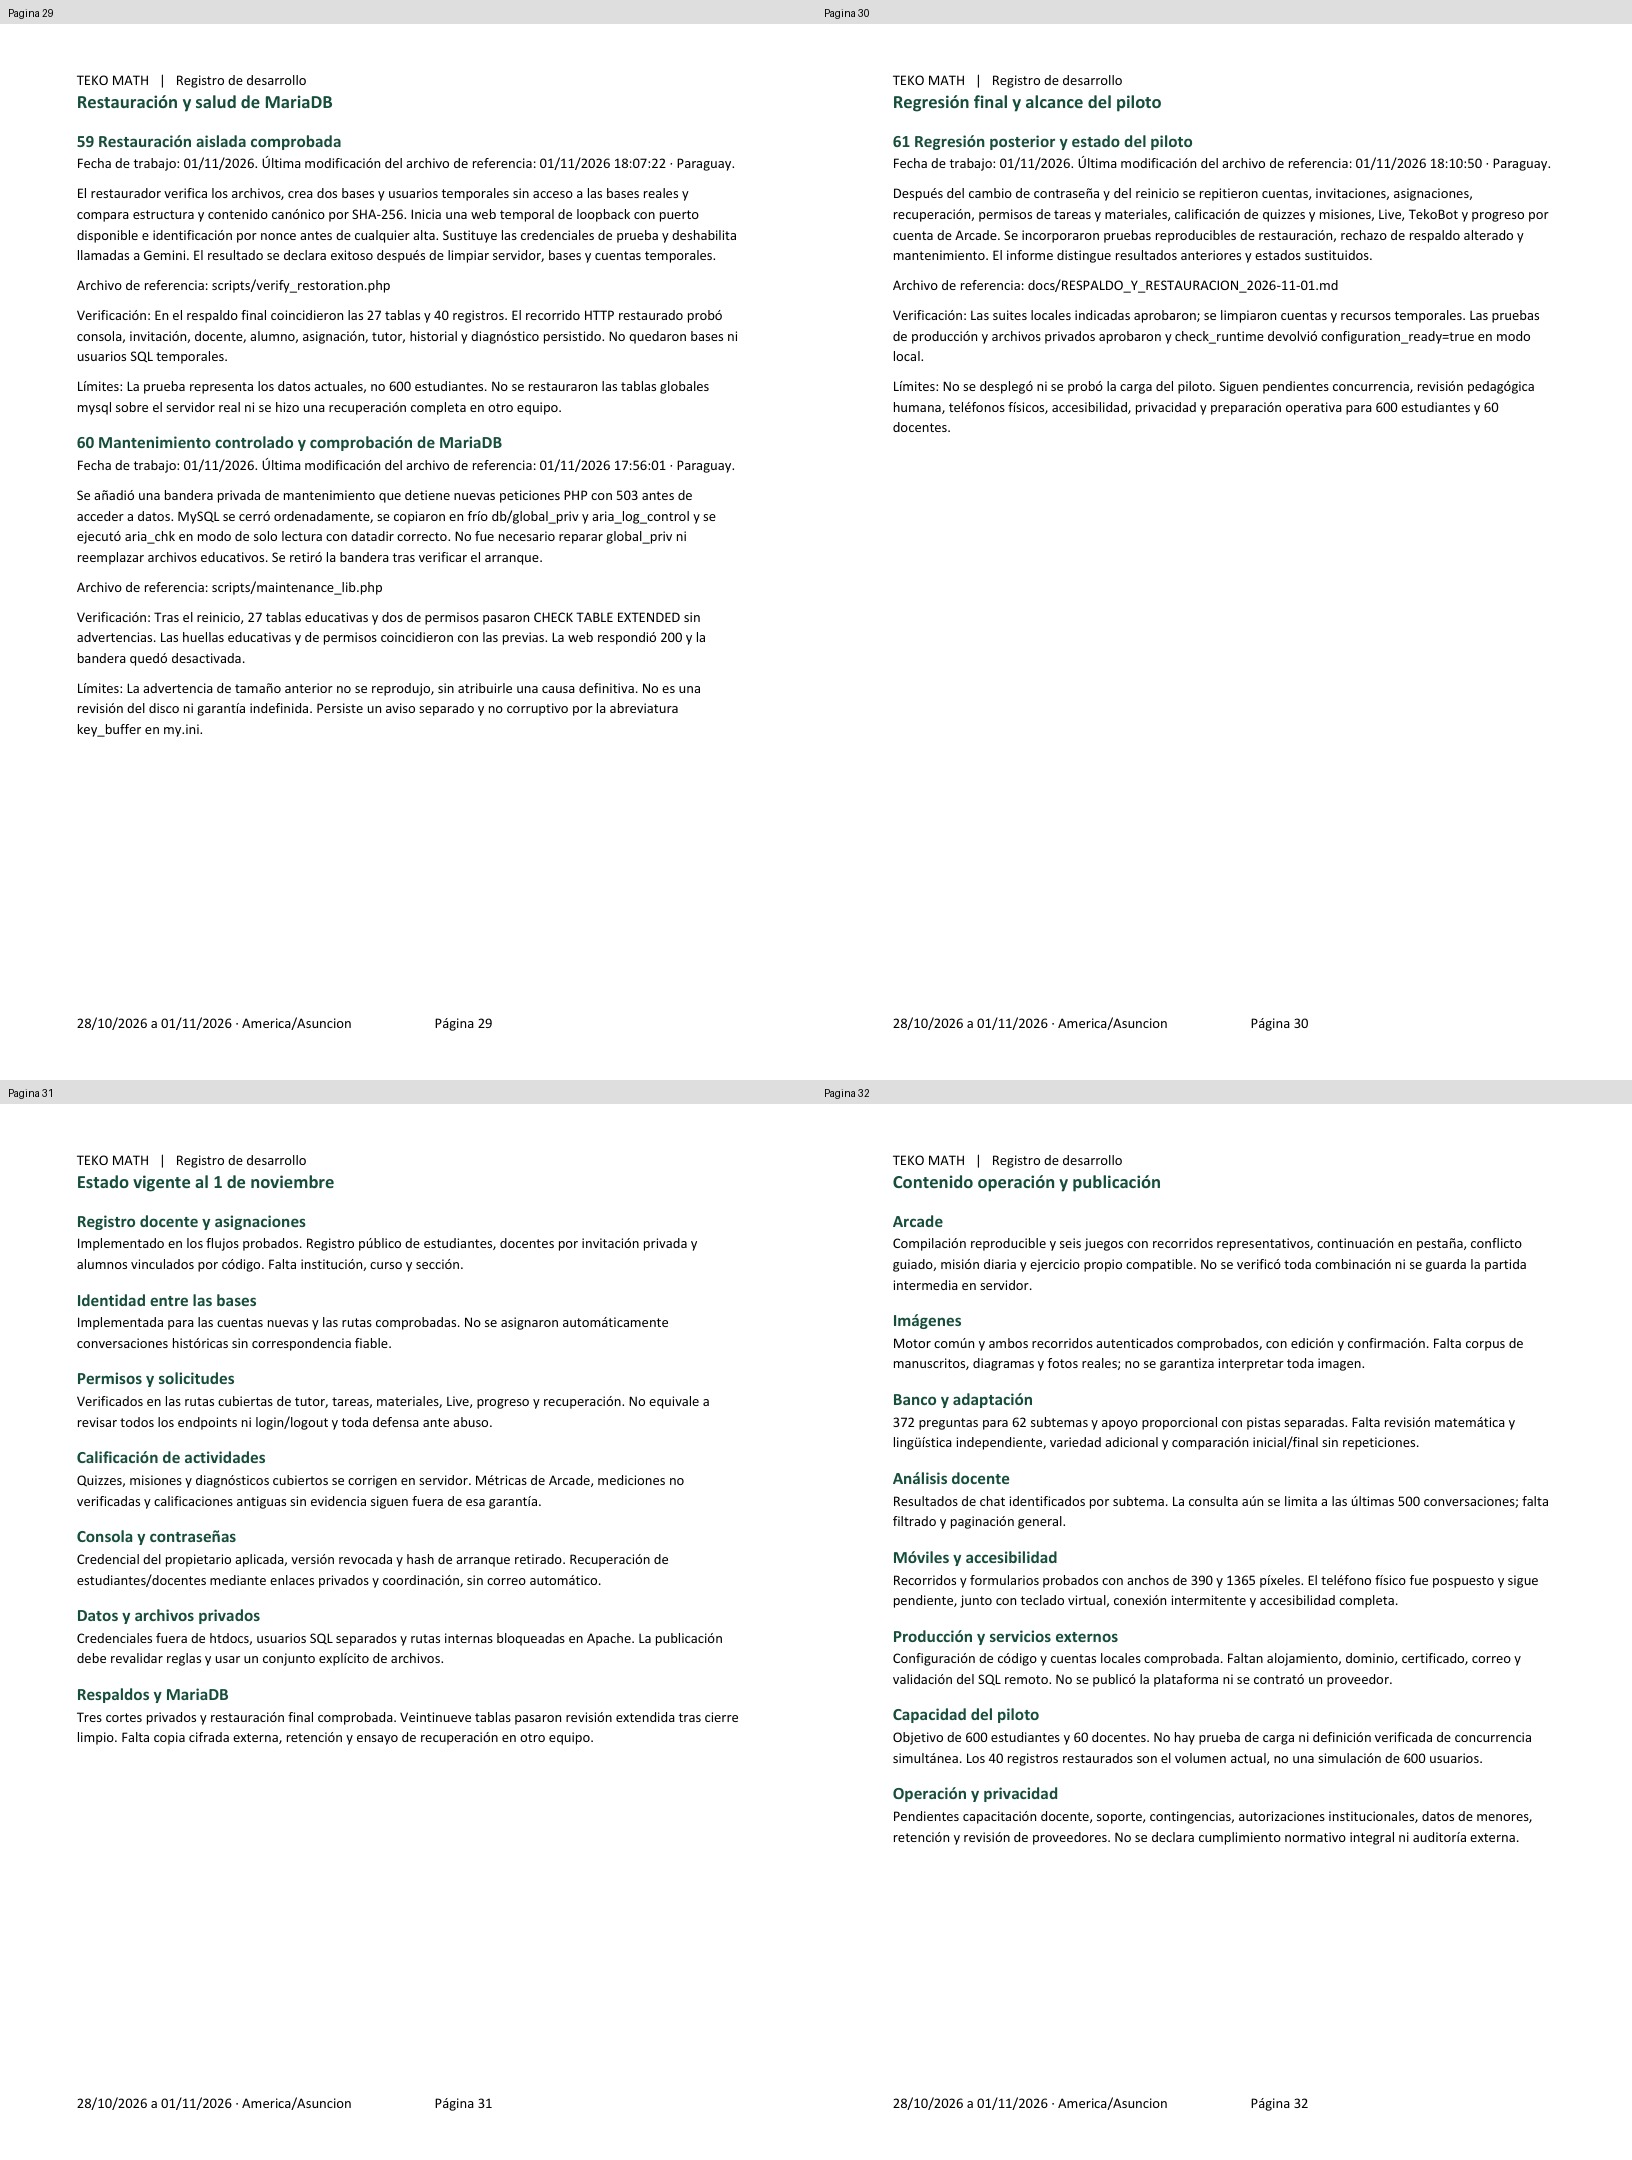 Pagina 29
TEKO MATH | Registro de desarrollo
Restauración y salud de MariaDB
59 Restauración aislada comprobada
Fecha de trabajo: 01/11/2026. Última modificación del archivo de referencia: 01/11/2026 18:07:22 · Paraguay.
El restaurador verifica los archivos, crea dos bases y usuarios temporales sin acceso a las bases reales y
compara estructura y contenido canónico por SHA-256. Inicia una web temporal de loopback con puerto
disponible e identificación por nonce antes de cualquier alta. Sustituye las credenciales de prueba y deshabilita
llamadas a Gemini. El resultado se declara exitoso después de limpiar servidor, bases y cuentas temporales.
Archivo de referencia: scripts/verify_restoration.php
Verificación: En el respaldo final coincidieron las 27 tablas y 40 registros. El recorrido HTTP restaurado probó
consola, invitación, docente, alumno, asignación, tutor, historial y diagnóstico persistido. No quedaron bases ni
usuarios SQL temporales.
Límites: La prueba representa los datos actuales, no 600 estudiantes. No se restauraron las tablas globales
mysql sobre el servidor real ni se hizo una recuperación completa en otro equipo.
60 Mantenimiento controlado y comprobación de MariaDB
Fecha de trabajo: 01/11/2026. Última modificación del archivo de referencia: 01/11/2026 17:56:01 · Paraguay.
Se añadió una bandera privada de mantenimiento que detiene nuevas peticiones PHP con 503 antes de
acceder a datos. MySQL se cerró ordenadamente, se copiaron en frío db/global_priv y aria_log_control y se
ejecutó aria_chk en modo de solo lectura con datadir correcto. No fue necesario reparar global_priv ni
reemplazar archivos educativos. Se retiró la bandera tras verificar el arranque.
Archivo de referencia: scripts/maintenance_lib.php
Verificación: Tras el reinicio, 27 tablas educativas y dos de permisos pasaron CHECK TABLE EXTENDED sin
advertencias. Las huellas educativas y de permisos coincidieron con las previas. La web respondió 200 y la
bandera quedó desactivada.
Límites: La advertencia de tamaño anterior no se reprodujo, sin atribuirle una causa definitiva. No es una
revisión del disco ni garantía indefinida. Persiste un aviso separado y no corruptivo por la abreviatura
key_buffer en my.ini.
28/10/2026 a 01/11/2026 · America/Asuncion Página 29
Pagina 30
TEKO MATH | Registro de desarrollo
Regresión final y alcance del piloto
61 Regresión posterior y estado del piloto
Fecha de trabajo: 01/11/2026. Última modificación del archivo de referencia: 01/11/2026 18:10:50 · Paraguay.
Después del cambio de contraseña y del reinicio se repitieron cuentas, invitaciones, asignaciones,
recuperación, permisos de tareas y materiales, calificación de quizzes y misiones, Live, TekoBot y progreso por
cuenta de Arcade. Se incorporaron pruebas reproducibles de restauración, rechazo de respaldo alterado y
mantenimiento. El informe distingue resultados anteriores y estados sustituidos.
Archivo de referencia: docs/RESPALDO_Y_RESTAURACION_2026-11-01.md
Verificación: Las suites locales indicadas aprobaron; se limpiaron cuentas y recursos temporales. Las pruebas
de producción y archivos privados aprobaron y check_runtime devolvió configuration_ready=true en modo
local.
Límites: No se desplegó ni se probó la carga del piloto. Siguen pendientes concurrencia, revisión pedagógica
humana, teléfonos físicos, accesibilidad, privacidad y preparación operativa para 600 estudiantes y 60
docentes.
28/10/2026 a 01/11/2026 · America/Asuncion Página 30
Pagina 31
TEKO MATH | Registro de desarrollo
Estado vigente al 1 de noviembre
Registro docente y asignaciones
Implementado en los flujos probados. Registro público de estudiantes, docentes por invitación privada y
alumnos vinculados por código. Falta institución, curso y sección.
Identidad entre las bases
Implementada para las cuentas nuevas y las rutas comprobadas. No se asignaron automáticamente
conversaciones históricas sin correspondencia fiable.
Permisos y solicitudes
Verificados en las rutas cubiertas de tutor, tareas, materiales, Live, progreso y recuperación. No equivale a
revisar todos los endpoints ni login/logout y toda defensa ante abuso.
Calificación de actividades
Quizzes, misiones y diagnósticos cubiertos se corrigen en servidor. Métricas de Arcade, mediciones no
verificadas y calificaciones antiguas sin evidencia siguen fuera de esa garantía.
Consola y contraseñas
Credencial del propietario aplicada, versión revocada y hash de arranque retirado. Recuperación de
estudiantes/docentes mediante enlaces privados y coordinación, sin correo automático.
Datos y archivos privados
Credenciales fuera de htdocs, usuarios SQL separados y rutas internas bloqueadas en Apache. La publicación
debe revalidar reglas y usar un conjunto explícito de archivos.
Respaldos y MariaDB
Tres cortes privados y restauración final comprobada. Veintinueve tablas pasaron revisión extendida tras cierre
limpio. Falta copia cifrada externa, retención y ensayo de recuperación en otro equipo.
28/10/2026 a 01/11/2026 · America/Asuncion Página 31
Pagina 32
TEKO MATH | Registro de desarrollo
Contenido operación y publicación
Arcade
Compilación reproducible y seis juegos con recorridos representativos, continuación en pestaña, conflicto
guiado, misión diaria y ejercicio propio compatible. No se verificó toda combinación ni se guarda la partida
intermedia en servidor.
Imágenes
Motor común y ambos recorridos autenticados comprobados, con edición y confirmación. Falta corpus de
manuscritos, diagramas y fotos reales; no se garantiza interpretar toda imagen.
Banco y adaptación
372 preguntas para 62 subtemas y apoyo proporcional con pistas separadas. Falta revisión matemática y
lingüística independiente, variedad adicional y comparación inicial/final sin repeticiones.
Análisis docente
Resultados de chat identificados por subtema. La consulta aún se limita a las últimas 500 conversaciones; falta
filtrado y paginación general.
Móviles y accesibilidad
Recorridos y formularios probados con anchos de 390 y 1365 píxeles. El teléfono físico fue pospuesto y sigue
pendiente, junto con teclado virtual, conexión intermitente y accesibilidad completa.
Producción y servicios externos
Configuración de código y cuentas locales comprobada. Faltan alojamiento, dominio, certificado, correo y
validación del SQL remoto. No se publicó la plataforma ni se contrató un proveedor.
Capacidad del piloto
Objetivo de 600 estudiantes y 60 docentes. No hay prueba de carga ni definición verificada de concurrencia
simultánea. Los 40 registros restaurados son el volumen actual, no una simulación de 600 usuarios.
Operación y privacidad
Pendientes capacitación docente, soporte, contingencias, autorizaciones institucionales, datos de menores,
retención y revisión de proveedores. No se declara cumplimiento normativo integral ni auditoría externa.
28/10/2026 a 01/11/2026 · America/Asuncion Página 32